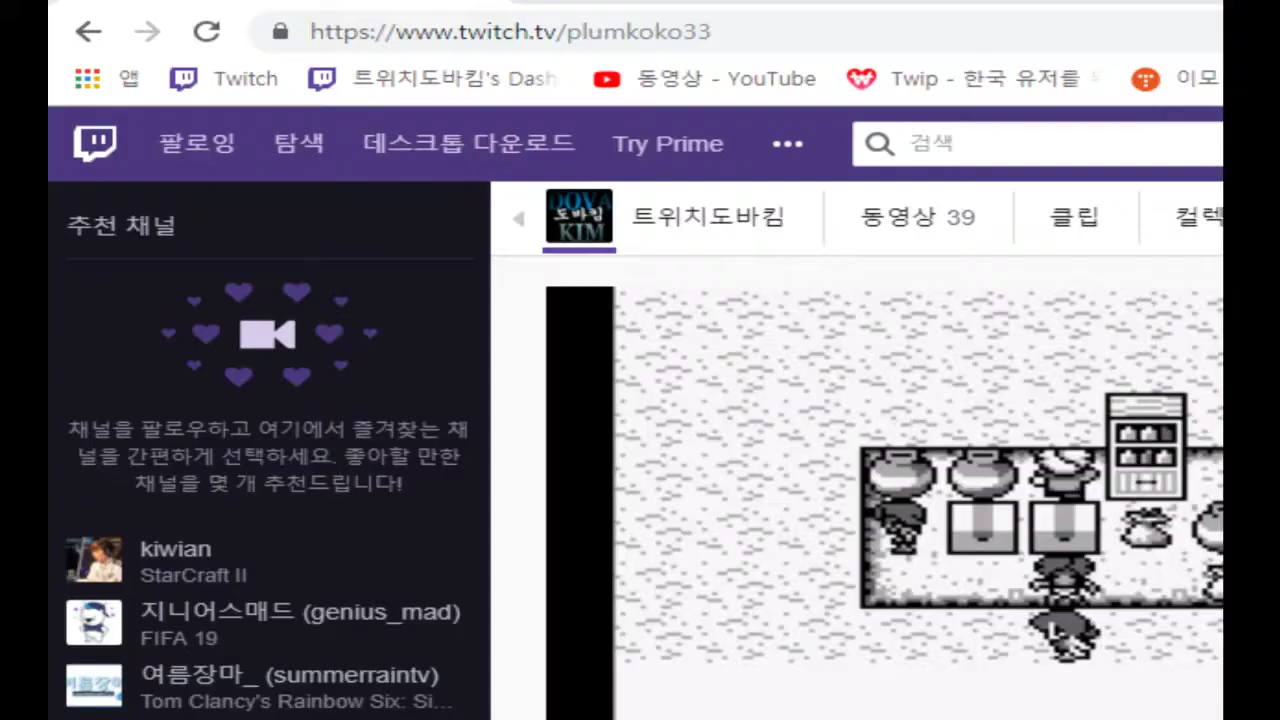 https://www.twitch.tv/plumkoko33
앱 Twitch 트위치도바킴's Dash 동영상 - YouTube Twip - 한국 유저를 이모
팔로잉 탐색 데스크톱 다운로드 Try Prime ••• 검색
DOVA
도바킴
KIM
트위치도바킴 동영상 39 클립 컬렉
추천 채널
채널을 팔로우하고 여기에서 즐겨찾는 채
널을 간편하게 선택하세요. 좋아할 만한
채널을 몇 개 추천드립니다!
kiwian
StarCraft II
지니어스매드 (genius_mad)
FIFA 19
여름장마_ (summerraintv)
Tom Clancy's Rainbow Six: Si...